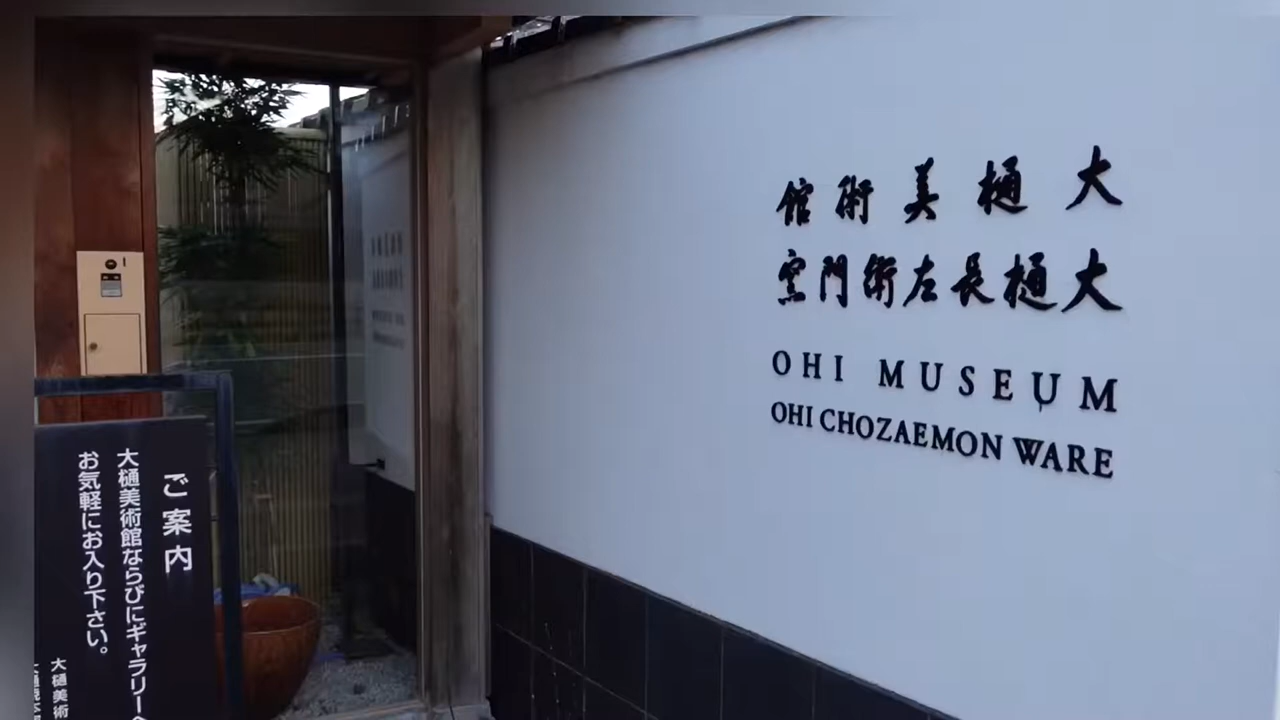 大樋美術館
大樋長左衛門窯
OHI MUSEUM
OHI CHOZAEMON WARE
ご案内
大樋美術館ならびにギャラリーへ
お気軽にお入り下さい。
大樋美術